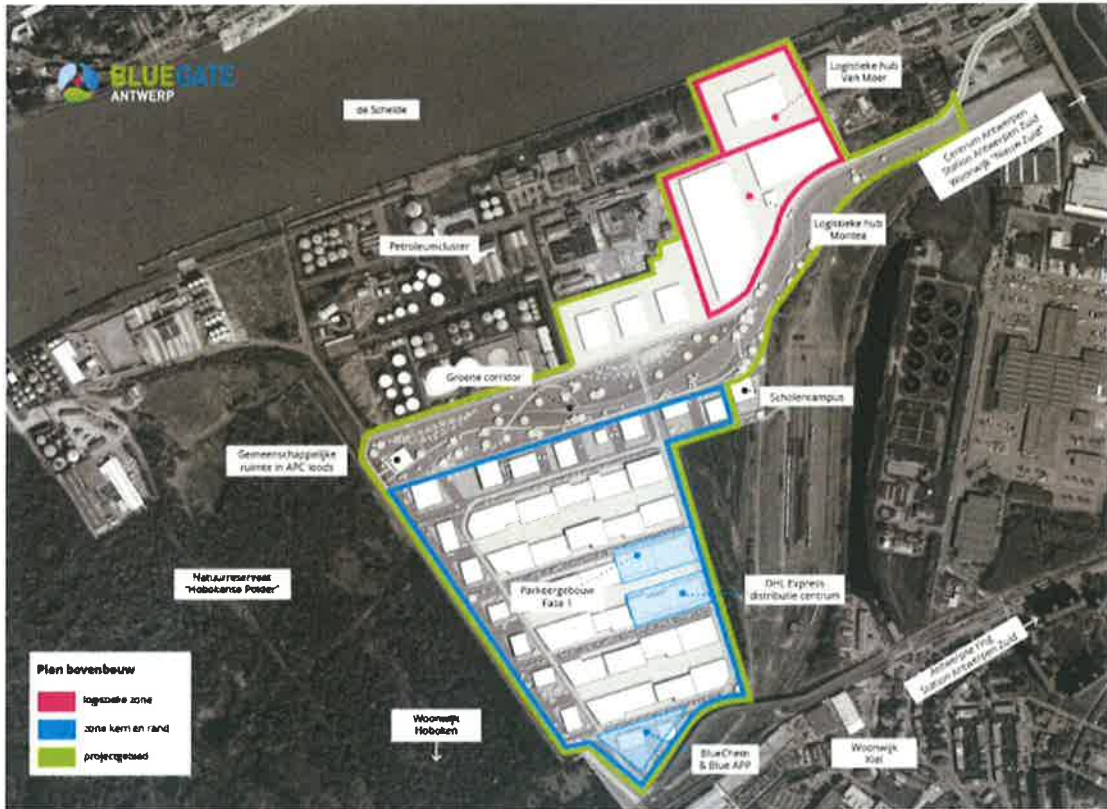 BLUEGATE
ANTWERP
de Schelde
Logistieke hub
Van Moer
Centrum Antwerpen
Station Antwerpen Zuid
Woonwijk "Nieuw Zuid"
Petroleumcluster
Logistieke hub
Montea
Groene corridor
Scholencampus
Gemeenschappelijke
ruimte in APC loods
Natuurreservaat
"Hobokense Polder"
Parkeergebouw
Fase 1
DHL Express
distributie centrum
Antwerpse ring
Station Antwerpen Zuid
Plan bovenbouw
logistieke zone
zone kern en rand
projectgebied
Woonwijk
Hoboken
BlueChem
& Blue APP
Woonwijk
Kiel